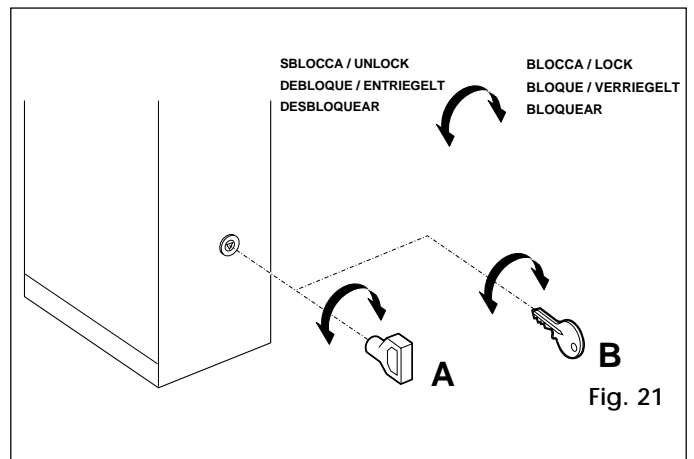 SBLOCCA / UNLOCK
DEBLOQUE / ENTRIEGELT
DESBLOQUEAR
BLOCCA / LOCK
BLOQUE / VERRIEGELT
BLOQUEAR
A
B
Fig. 21